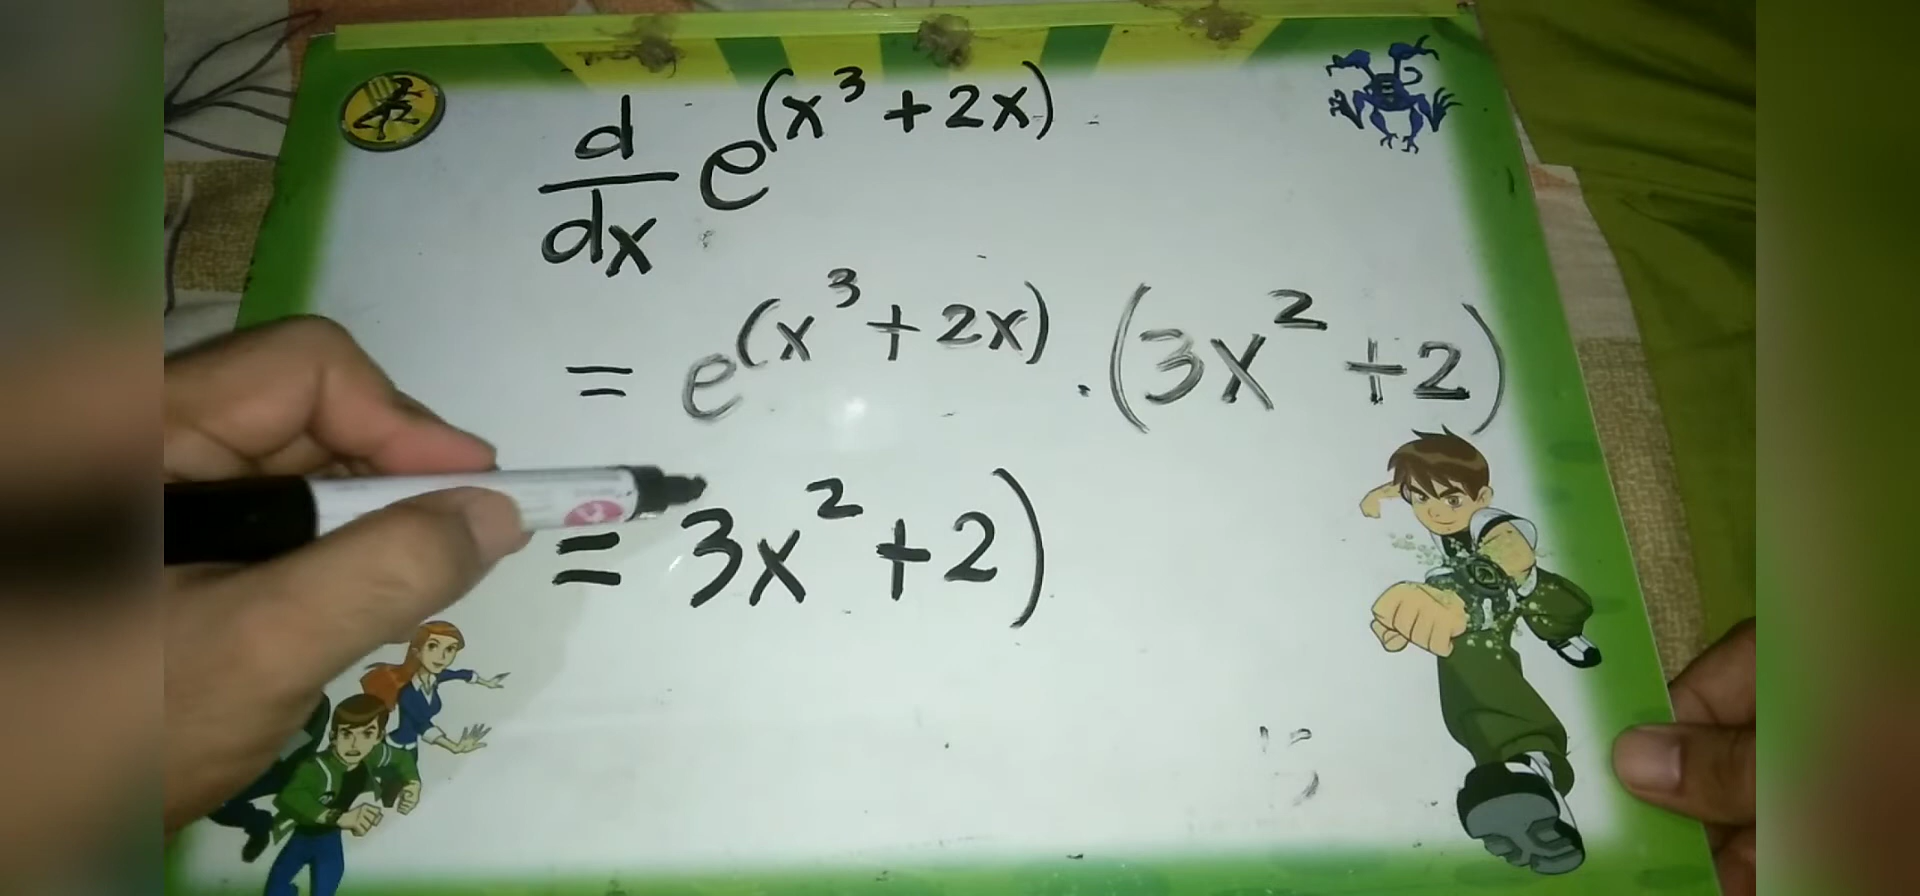 d/dx e^(x³ + 2x)
= e^(x³ + 2x) . (3x² + 2)
= 3x² + 2)